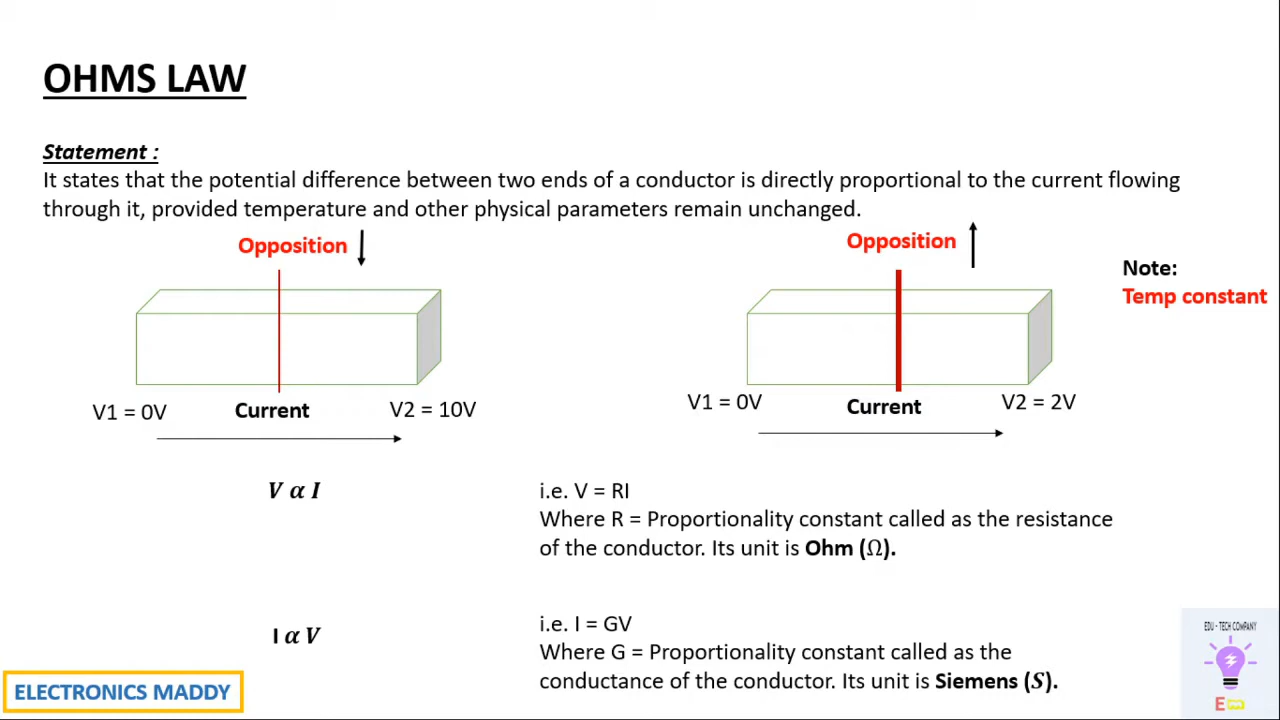 OHMS LAW
Statement :
It states that the potential difference between two ends of a conductor is directly proportional to the current flowing
through it, provided temperature and other physical parameters remain unchanged.
Opposition
Opposition
Note:
Temp constant
V1 = 0V
Current
V2 = 10V
V1 = 0V
Current
V2 = 2V
V α I
i.e. V = RI
Where R = Proportionality constant called as the resistance
of the conductor. Its unit is Ohm (Ω).
I α V
i.e. I = GV
Where G = Proportionality constant called as the
conductance of the conductor. Its unit is Siemens (S).
ELECTRONICS MADDY
EDU - TECH COMPANY